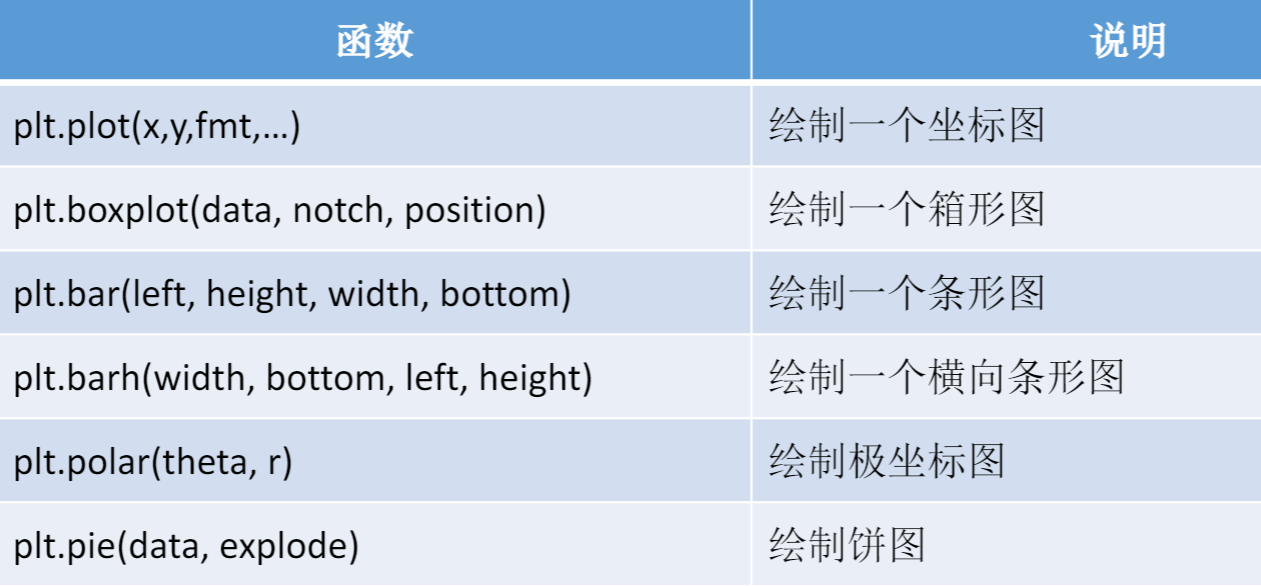 函数 说明
plt.plot(x,y,fmt,…) 绘制一个坐标图
plt.boxplot(data, notch, position) 绘制一个箱形图
plt.bar(left, height, width, bottom) 绘制一个条形图
plt.barh(width, bottom, left, height) 绘制一个横向条形图
plt.polar(theta, r) 绘制极坐标图
plt.pie(data, explode) 绘制饼图